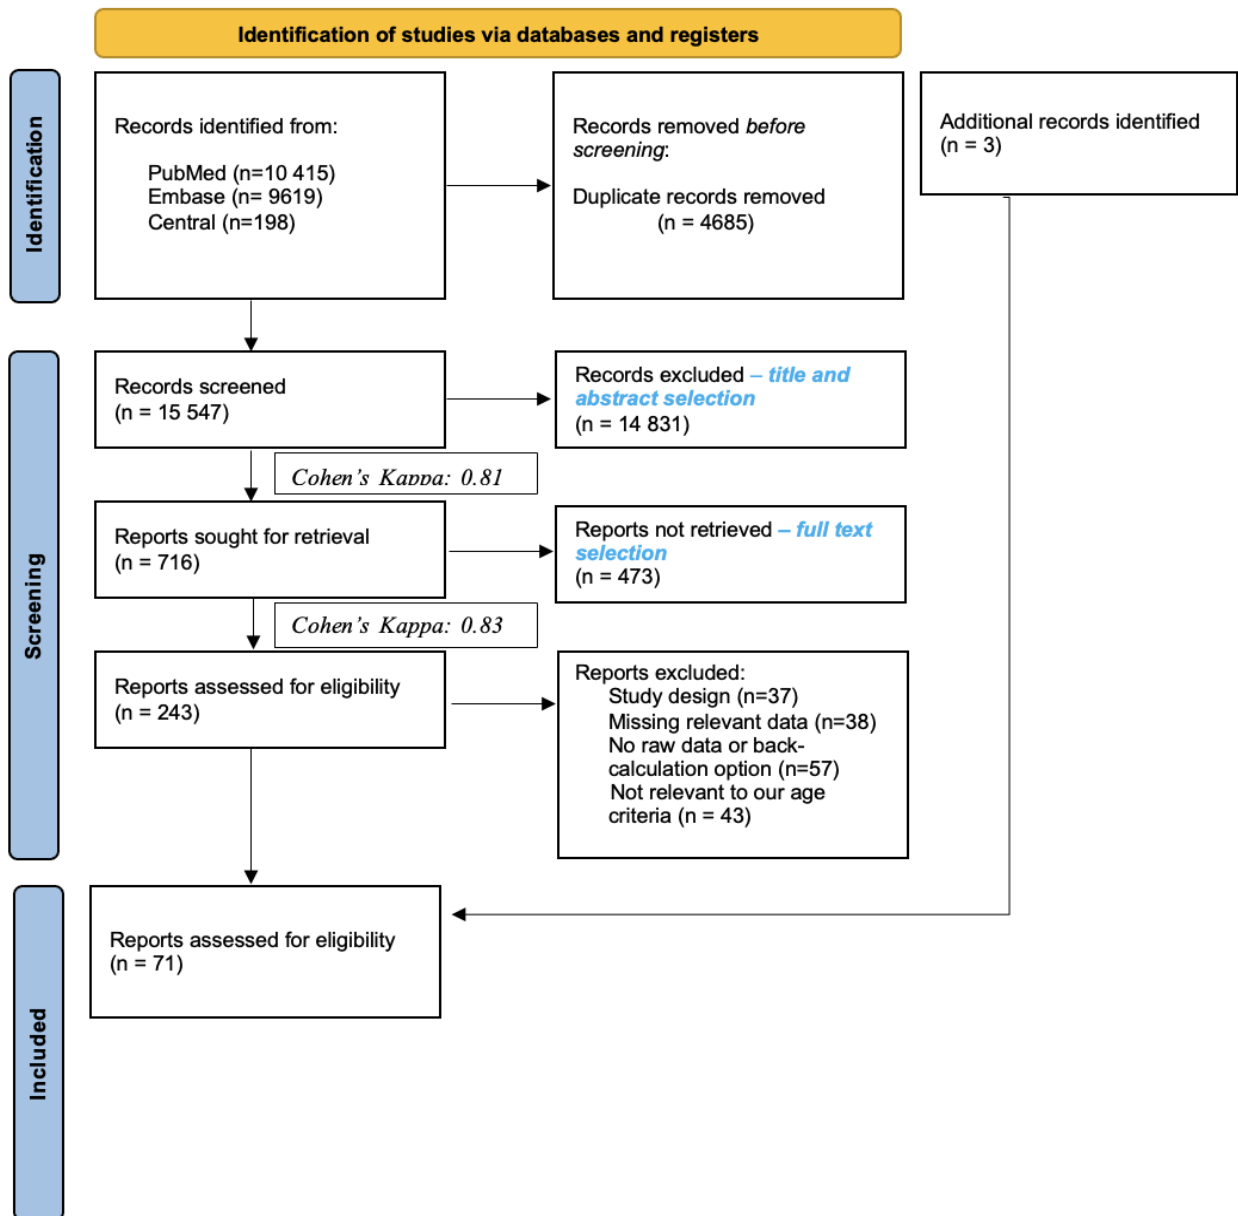 Identification of studies via databases and registers
Identification
Records identified from:
PubMed (n=10 415)
Embase (n= 9619)
Central (n=198)
Records removed before
screening:
Duplicate records removed
(n = 4685)
Additional records identified
(n = 3)
Screening
Records screened
(n = 15 547)
Records excluded – title and
abstract selection
(n = 14 831)
Cohen's Kappa: 0.81
Reports sought for retrieval
(n = 716)
Reports not retrieved – full text
selection
(n = 473)
Cohen's Kappa: 0.83
Reports assessed for eligibility
(n = 243)
Reports excluded:
Study design (n=37)
Missing relevant data (n=38)
No raw data or back-
calculation option (n=57)
Not relevant to our age
criteria (n = 43)
Included
Reports assessed for eligibility
(n = 71)